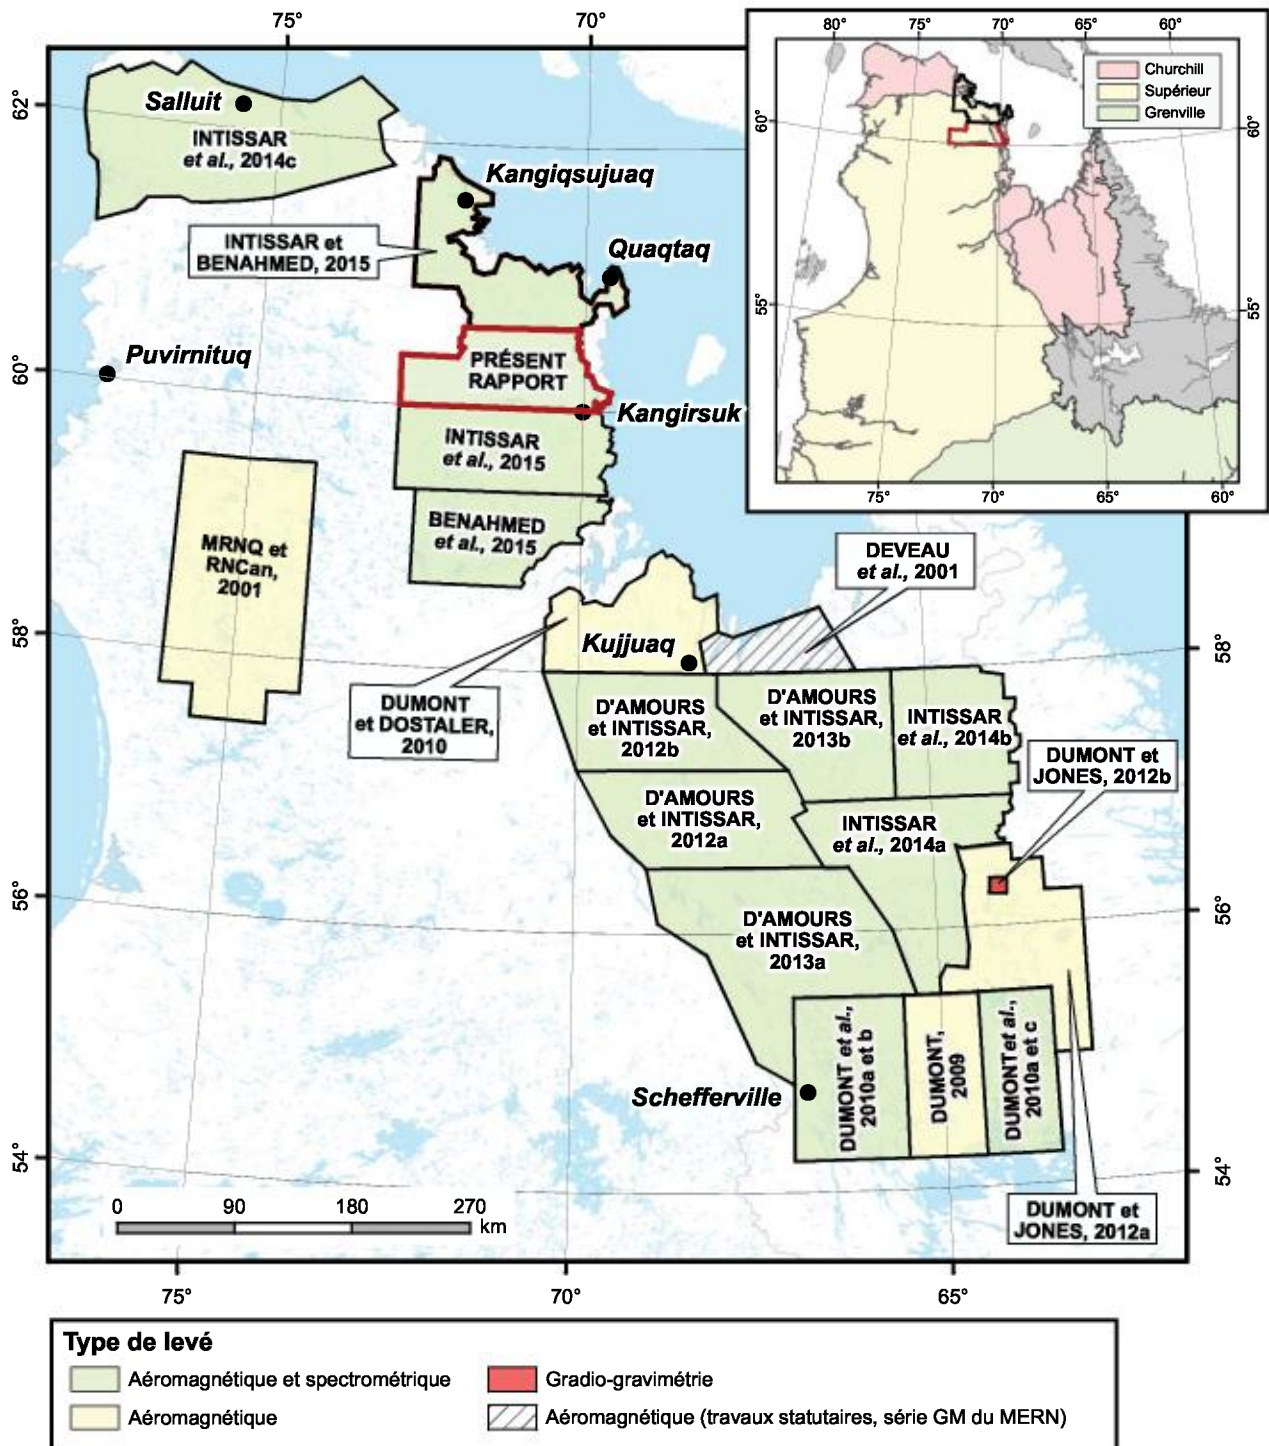 75°
70°
80°
75°
70°
65°
60°
Churchill
Supérieur
Grenville
60°
60°
55°
55°
75°
70°
65°
60°
62°
Salluit
INTISSAR
et al., 2014c
Kangiqsujuaq
INTISSAR et
BENAHMED, 2015
Quaqtaq
60°
Puvirnituq
PRÉSENT
RAPPORT
Kangirsuk
INTISSAR
et al., 2015
BENAHMED
et al., 2015
MRNQ et
RNCan,
2001
DEVEAU
et al., 2001
58°
58°
Kujjuaq
DUMONT
et DOSTALER,
2010
D'AMOURS
et INTISSAR,
2012b
D'AMOURS
et INTISSAR,
2013b
INTISSAR
et al., 2014b
DUMONT et
JONES, 2012b
D'AMOURS
et INTISSAR,
2012a
INTISSAR
et al., 2014a
56°
56°
D'AMOURS
et INTISSAR,
2013a
DUMONT et al.,
2010a et b
DUMONT,
2009
DUMONT et al.,
2010a et c
Schefferville
54°
54°
DUMONT et
JONES, 2012a
0
90
180
270
km
75°
70°
65°
Type de levé
Aéromagnétique et spectrométrique
Gradio-gravimétrie
Aéromagnétique
Aéromagnétique (travaux statutaires, série GM du MERN)